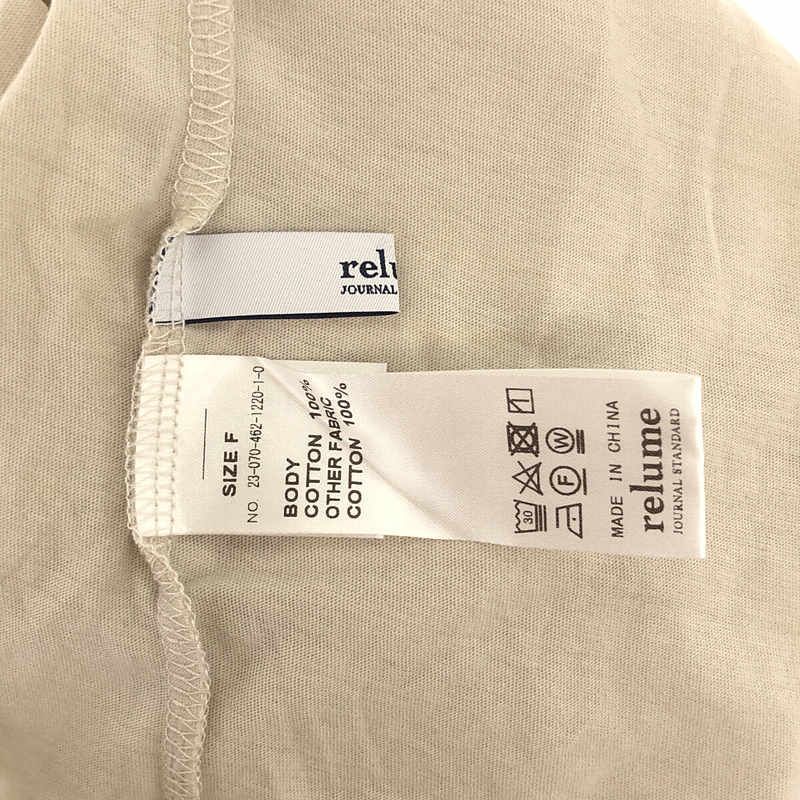 relu
JOURNAL
SIZE F
NO. 23-070-462-1220-1-0
BODY
COTTON 100%
OTHER FABRIC
COTTON 100%
30
F W
MADE IN CHINA
relume
JOURNAL STANDARD